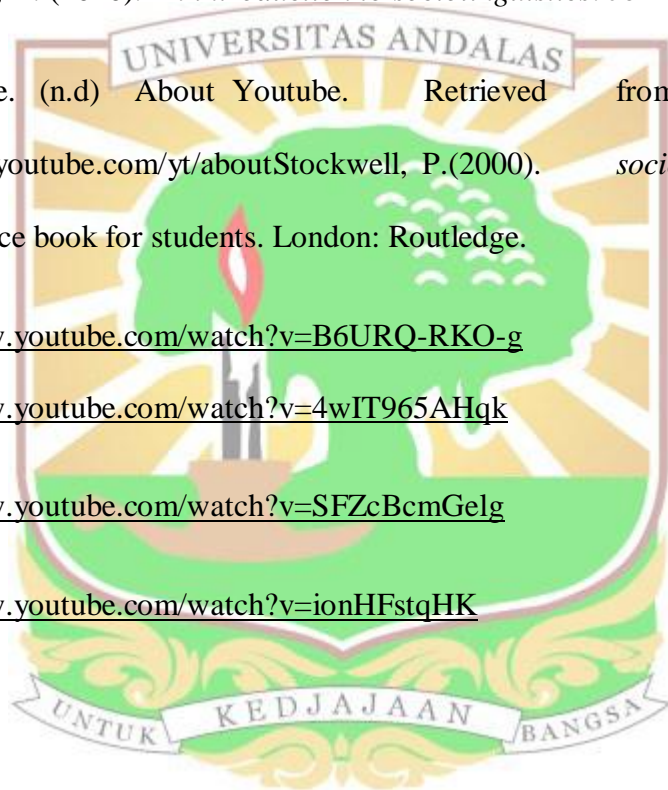 UNIVERSITAS ANDALAS
e. (n.d) About Youtube. Retrieved from
youtube.com/yt/aboutStockwell, P.(2000). socio
ce book for students. London: Routledge.
.youtube.com/watch?v=B6URQ-RKO-g
.youtube.com/watch?v=4wIT965AHqk
.youtube.com/watch?v=SFZcBcmGelg
.youtube.com/watch?v=ionHFstqHK
UNTUK KEDJAJAAN BANGSA